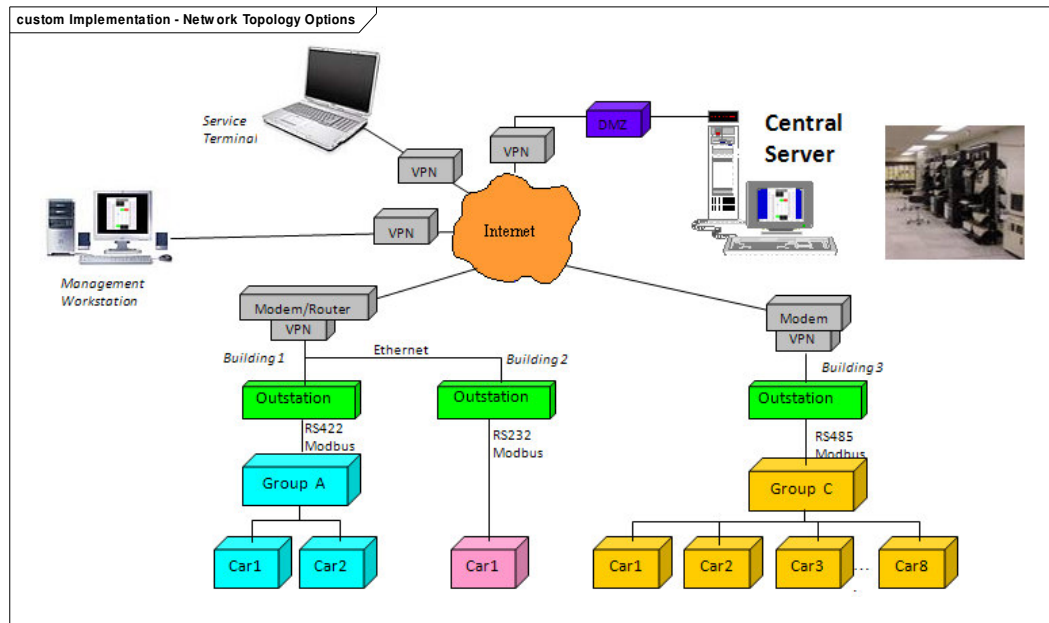 custom Implementation - Network Topology Options
Service
Terminal
VPN
VPN
DMZ
Central
Server
VPN
Internet
Management
Workstation
Modem/Router
VPN
Modem
VPN
Building 1
Ethernet
Building 2
Building 3
Outstation
Outstation
Outstation
RS422
Modbus
RS232
Modbus
RS485
Modbus
Group A
Group C
Car1
Car2
Car1
Car1
Car2
Car3
...
Car8